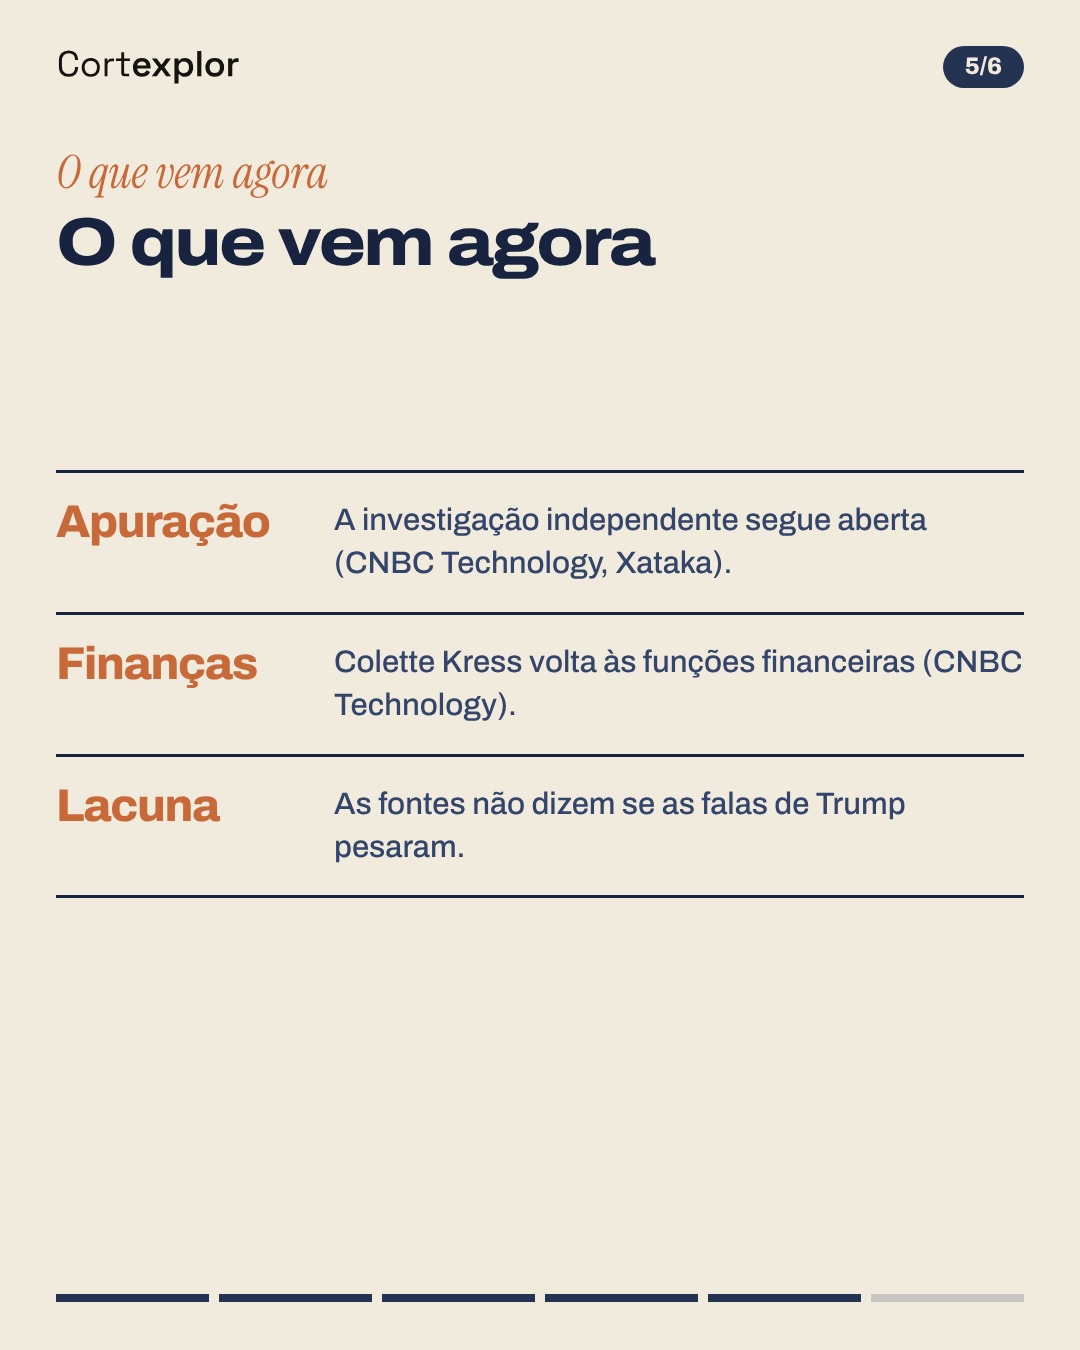 Cortexplor
5/6
O que vem agora
O que vem agora
Apuração
A investigação independente segue aberta
(CNBC Technology, Xataka).
Finanças
Colette Kress volta às funções financeiras (CNBC
Technology).
Lacuna
As fontes não dizem se as falas de Trump
pesaram.